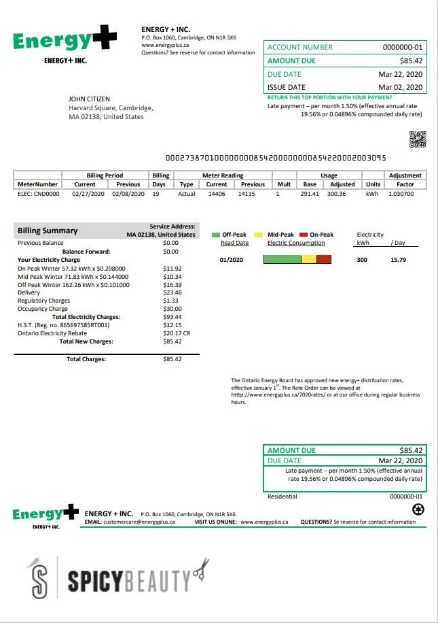 Energy+
ENERGY+ INC.
ENERGY + INC.
P.O. Box 1060, Cambridge, ON N1R 5X6
www.energyplus.ca
Questions? See reverse for contact information
ACCOUNT NUMBER 0000000-01
AMOUNT DUE $85.42
DUE DATE Mar 22, 2020
ISSUE DATE Mar 02, 2020
RETURN THIS TOP PORTION WITH YOUR PAYMENT
Late payment – per month 1.50% (effective annual rate
19.56% or 0.04896% compounded daily rate)
JOHN CITIZEN
Harvard Square, Cambridge,
MA 02138, United States
Billing Period Billing Meter Reading Usage Adjustment
MeterNumber Current Previous Days Type Current Previous Mult Base Adjusted Units Factor
ELEC: CND0000 02/27/2020 02/08/2020 19 Actual 14406 14115 1 291.41 300.36 kWh 1.030700
Billing Summary
Service Address:
MA 02138, United States
Previous Balance $0.00
Balance Forward: $0.00
Your Electricity Charge
On Peak Winter 57.32 kWh x $0.208000 $11.92
Mid Peak Winter 71.83 kWh x $0.144000 $10.34
Off Peak Winter 162.26 kWh x $0.101000 $16.39
Delivery $23.46
Regulatory Charges $1.33
Occupancy Charge $30.00
Total Electricity Charges: $93.44
H.S.T. (Reg. no. 865697585RT001) $12.15
Ontario Electricity Rebate $20.17 CR
Total New Charges: $85.42
Total Charges: $85.42
Off-Peak Mid-Peak On-Peak Electricity
Read Date Electric Consumption kWh / Day
01/2020 300 15.79
The Ontario Energy Board has approved new energy+ distribution rates,
effective January 1st. The Rate Order can be viewed at
http://www.energyplus.ca/2020rates/ or at our office during regular business
hours.
AMOUNT DUE $85.42
DUE DATE Mar 22, 2020
Late payment – per month 1.50% (effective annual
rate 19.56% or 0.04896% compounded daily rate)
Residential 0000000-01
Energy+
ENERGY+ INC.
ENERGY + INC. P.O. Box 1060, Cambridge, ON N1R 5X6
EMAIL: customercare@energyplus.ca VISIT US ONLINE: www.energyplus.ca QUESTIONS? Se reverse for contact information
S SPICYBEAUTY